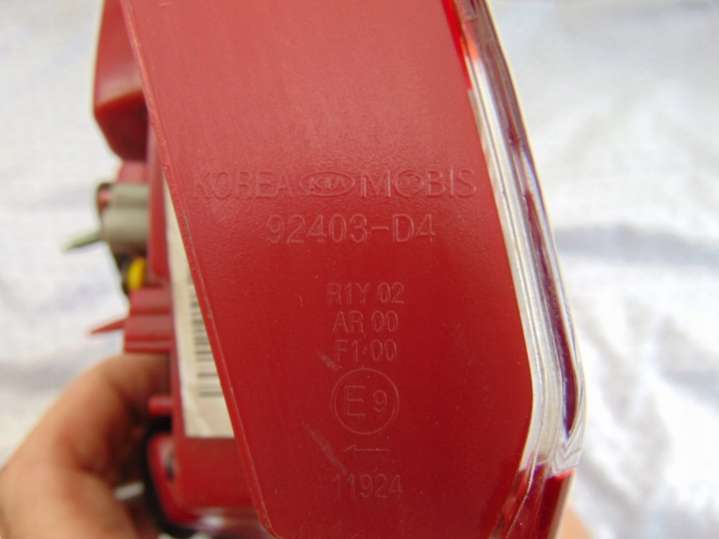 KOREA KIA MOBIS
92403-D4
R1Y 02
AR 00
F1 00
E9
11924